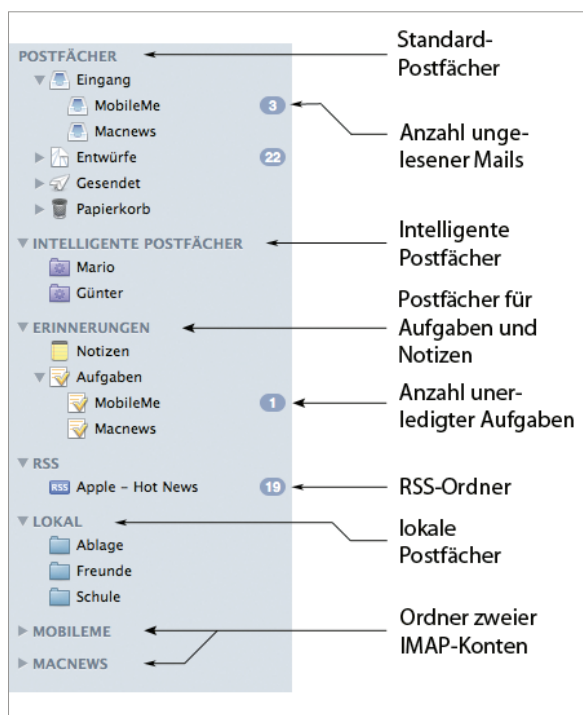 POSTFÄCHER
Eingang
MobileMe 3
Macnews
Entwürfe 22
Gesendet
Papierkorb
INTELLIGENTE POSTFÄCHER
Mario
Günter
ERINNERUNGEN
Notizen
Aufgaben
MobileMe 1
Macnews
RSS
RSS Apple – Hot News 19
LOKAL
Ablage
Freunde
Schule
MOBILEME
MACNEWS
Standard-
Postfächer
Anzahl unge-
lesener Mails
Intelligente
Postfächer
Postfächer für
Aufgaben und
Notizen
Anzahl uner-
ledigter Aufgaben
RSS-Ordner
lokale
Postfächer
Ordner zweier
IMAP-Konten